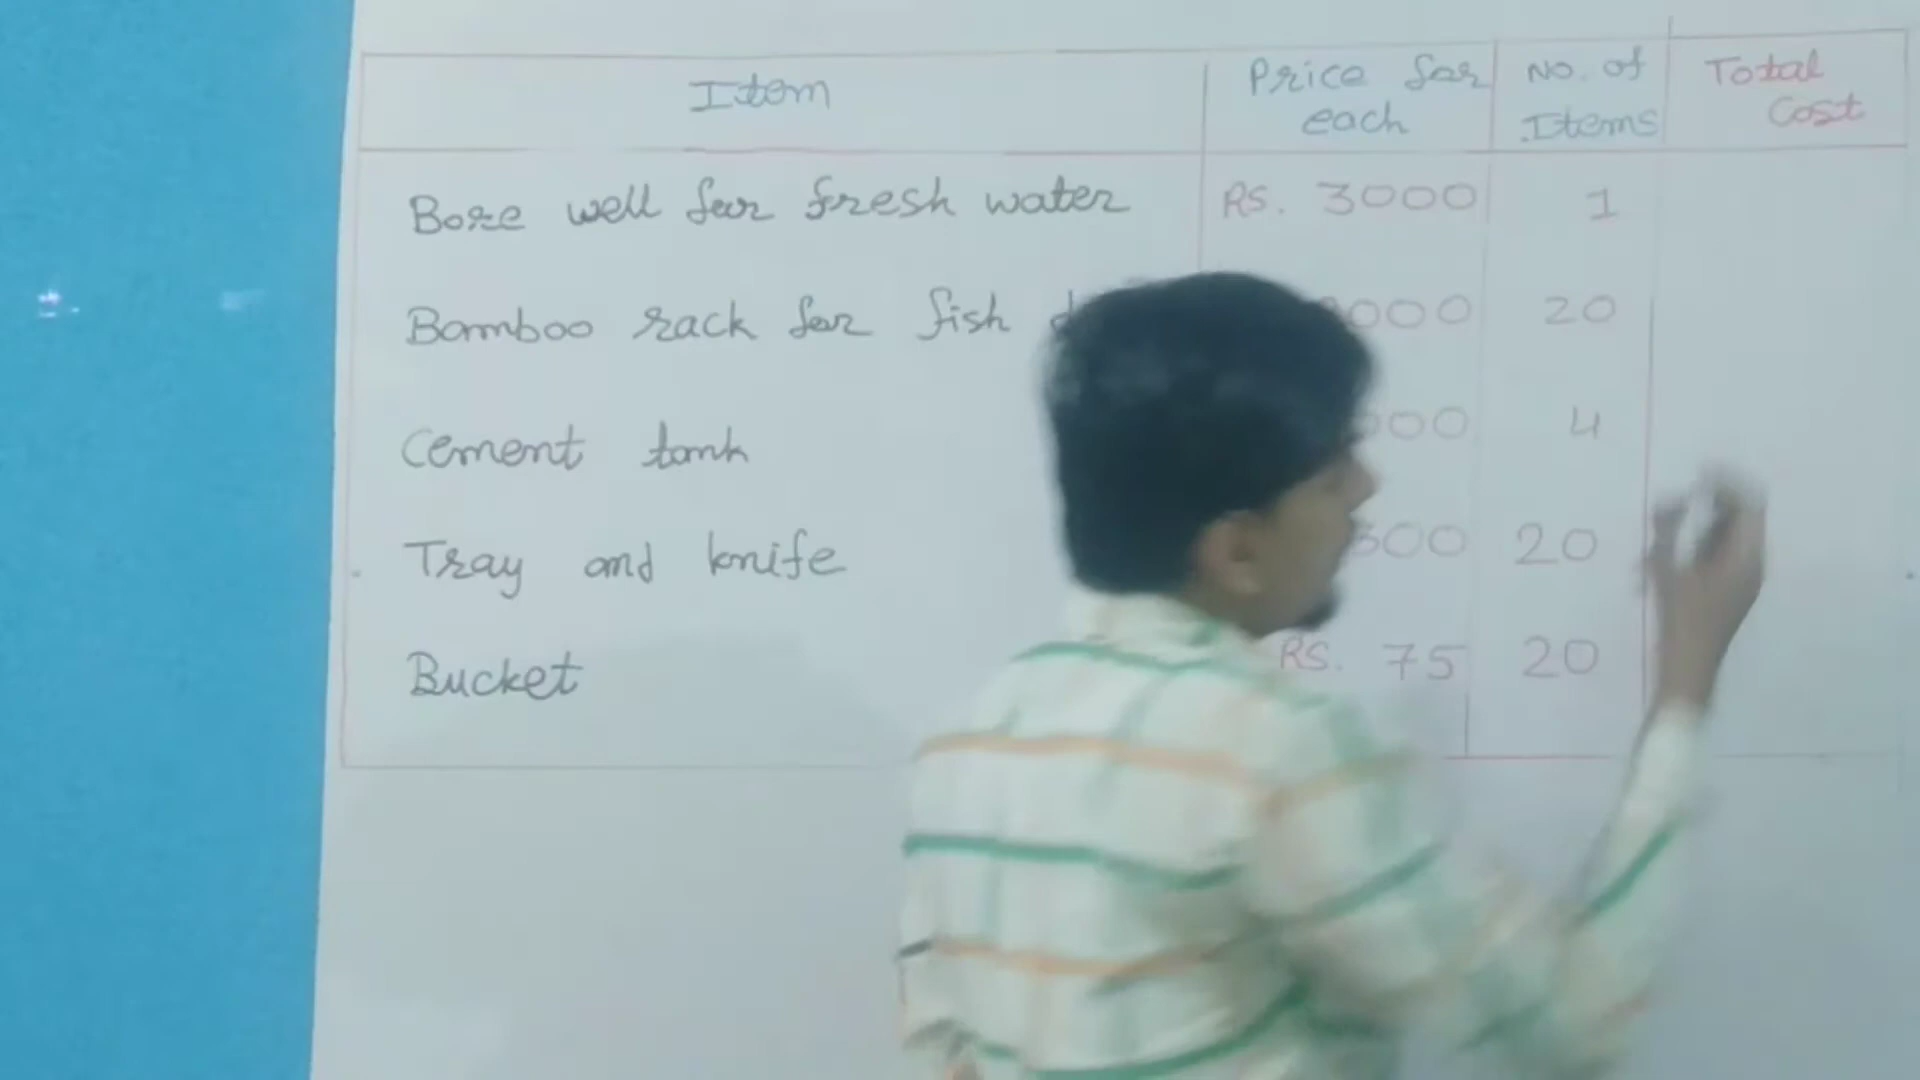 Item Price for each No. of Items Total Cost
Bore well for fresh water RS. 3000 1
Bamboo rack for fish 20
Cement tank 4
Tray and knife 20
Bucket RS. 75 20